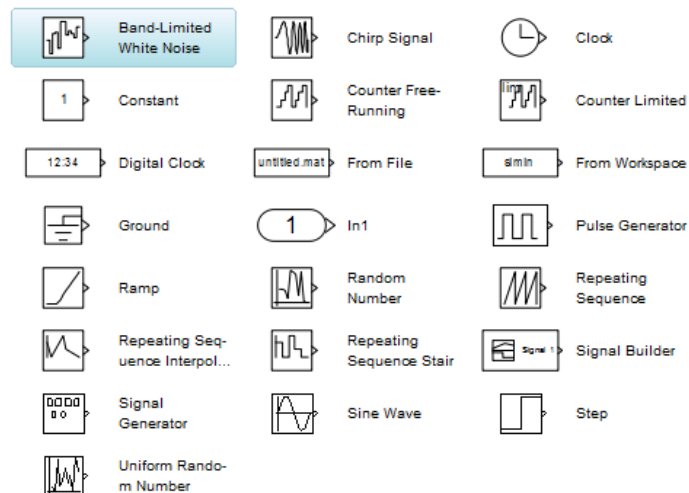 Band-Limited
White Noise
Chirp Signal
Clock
1
Constant
Counter Free-
Running
lim
Counter Limited
12:34
Digital Clock
untitled.mat
From File
simin
From Workspace
Ground
1
In1
Pulse Generator
Ramp
Random
Number
Repeating
Sequence
Repeating Seq-
uence Interpol...
Repeating
Sequence Stair
Signal 1
Signal Builder
Signal
Generator
Sine Wave
Step
Uniform Rando-
m Number